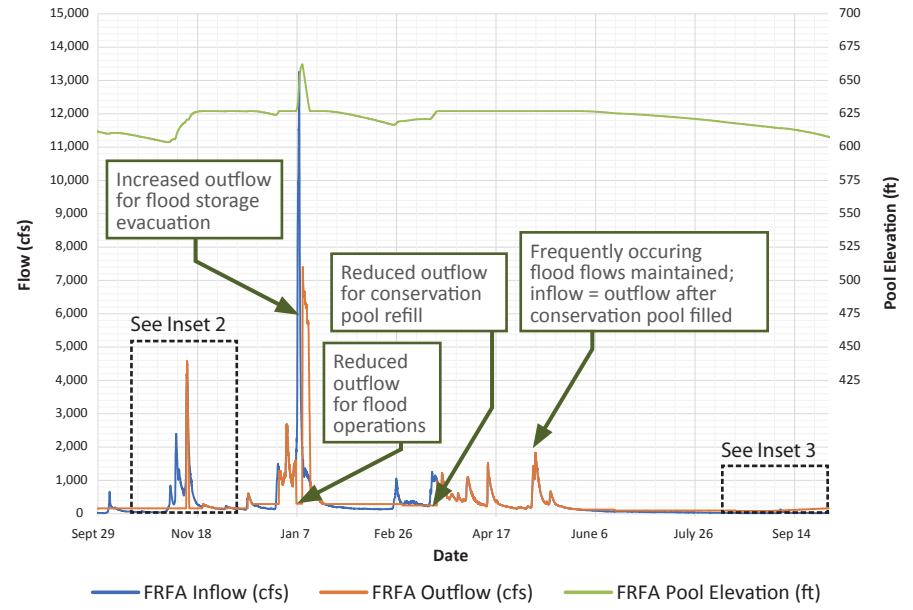 15,000
14,000
13,000
12,000
11,000
10,000
9,000
8,000
7,000
6,000
5,000
4,000
3,000
2,000
1,000
0
Flow (cfs)
700
675
650
625
600
575
550
525
500
475
450
425
Pool Elevation (ft)
Increased outflow
for flood storage
evacuation
See Inset 2
Reduced outflow
for conservation
pool refill
Reduced
outflow
for flood
operations
Frequently occuring
flood flows maintained;
inflow = outflow after
conservation pool filled
See Inset 3
Sept 29
Nov 18
Jan 7
Feb 26
Apr 17
June 6
July 26
Sep 14
Date
FRFA Inflow (cfs)
FRFA Outflow (cfs)
FRFA Pool Elevation (ft)